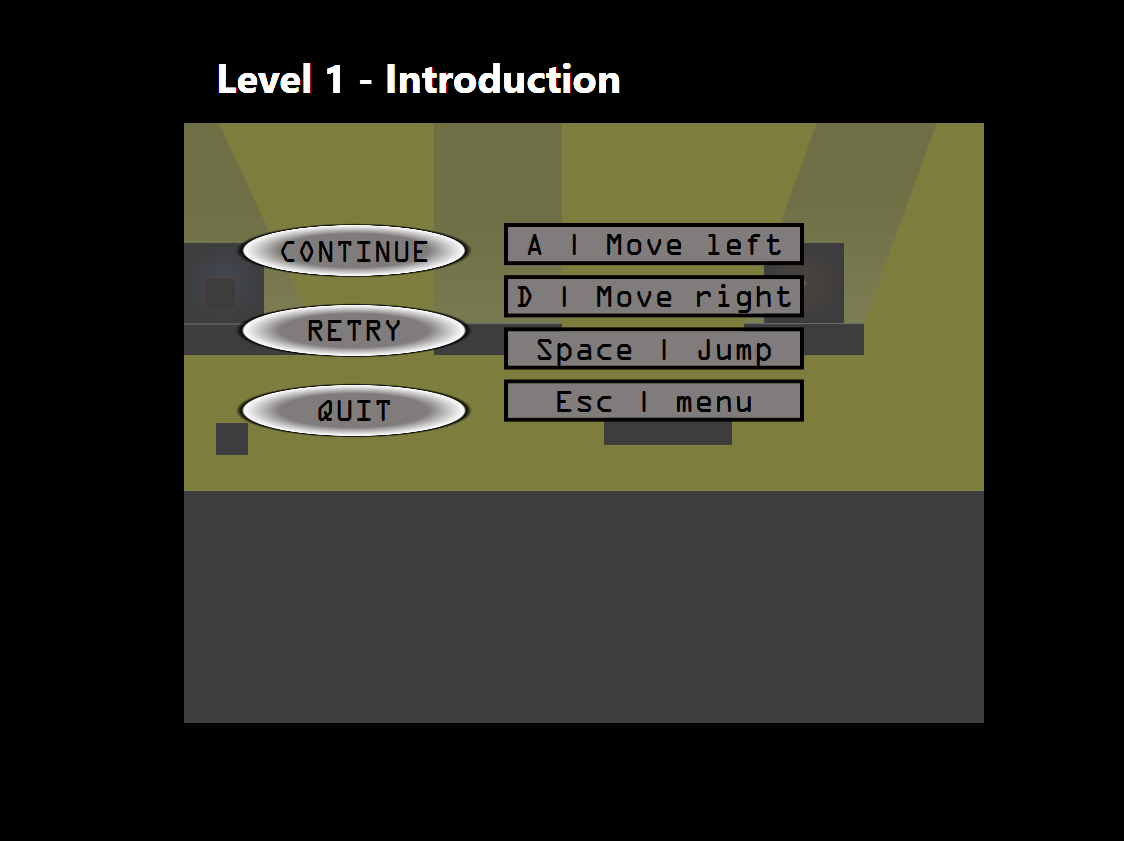 Level 1 - Introduction
CONTINUE
RETRY
QUIT
A | Move left
D | Move right
Space | Jump
Esc | menu